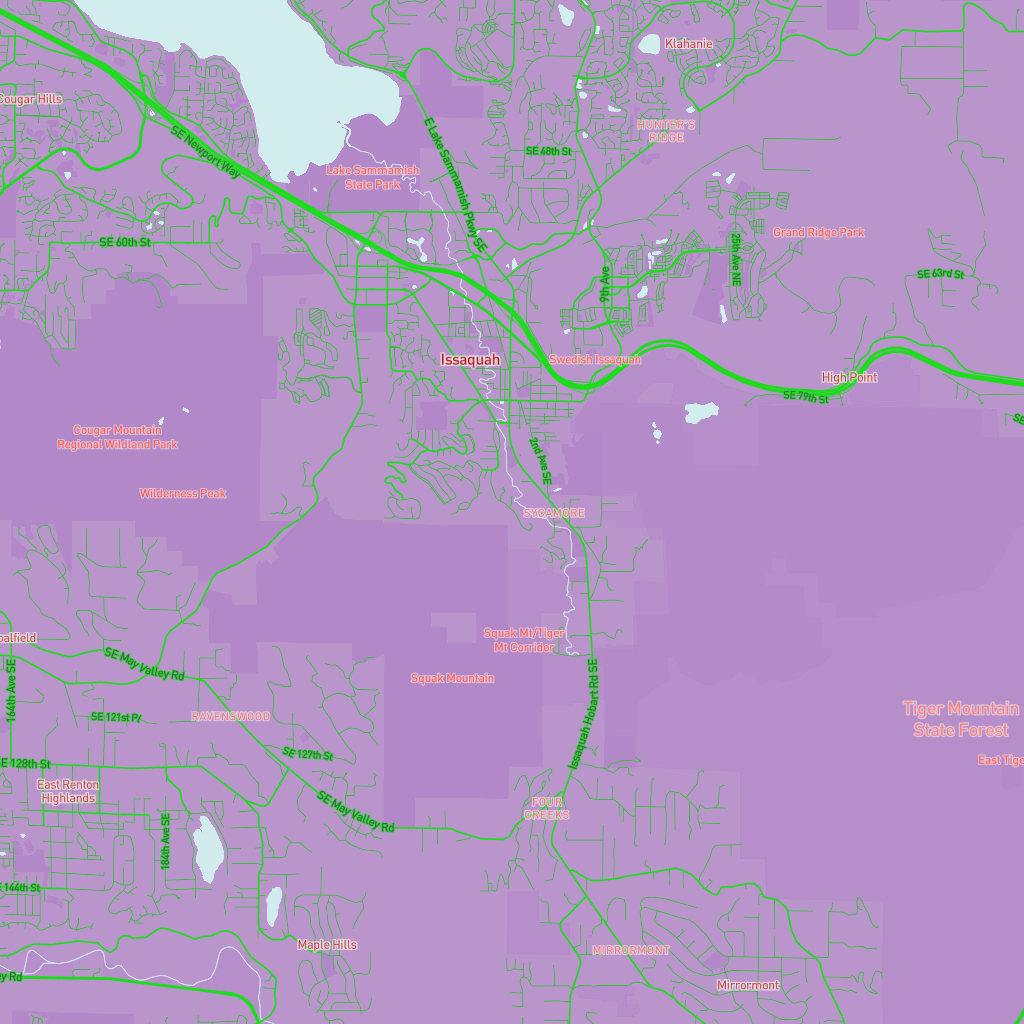 Klahanie
Cougar Hills
HUNTER'S
RIDGE
SE Newport Way
E Lake Sammamish Pkwy SE
SE 48th St
Lake Sammamish
State Park
SE 60th St
Grand Ridge Park
25th Ave NE
SE 63rd St
9th Ave
Issaquah
Swedish Issaquah
High Point
SE 79th St
SE
Cougar Mountain
Regional Wildland Park
2nd Ave SE
Wilderness Peak
SYCAMORE
oalfield
Squak Mt/Tiger
Mt Corridor
SE May Valley Rd
Squak Mountain
164th Ave SE
Issaquah Hobart Rd SE
Tiger Mountain
State Forest
SE 121st Pl
RAVENSWOOD
SE 127th St
East Tige
E 128th St
East Renton
Highlands
SE May Valley Rd
FOUR
CREEKS
184th Ave SE
E 144th St
Maple Hills
MIRRORMONT
ey Rd
Mirrormont